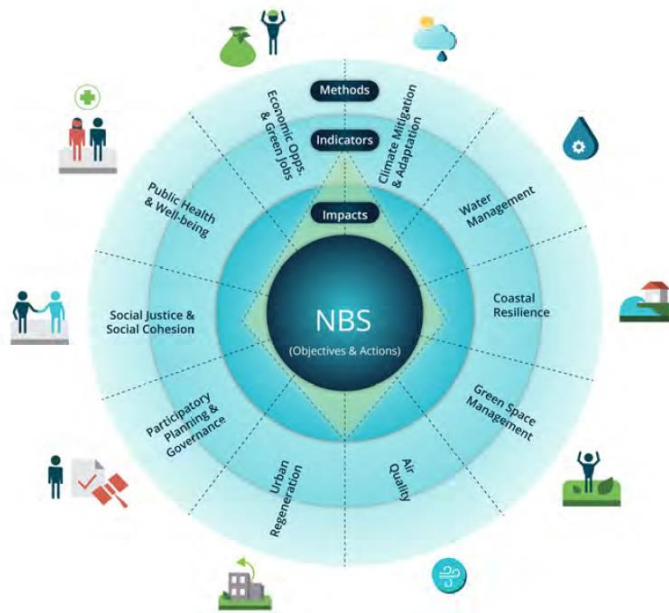 Methods
Indicators
Impacts
NBS
(Objectives & Actions)
Climate Mitigation
& Adaptation
Water
Management
Coastal
Resilience
Green Space
Management
Air
Quality
Urban
Regeneration
Participatory
Planning &
Governance
Social Justice &
Social Cohesion
Public Health
& Well-being
Economic Opps.
& Green Jobs